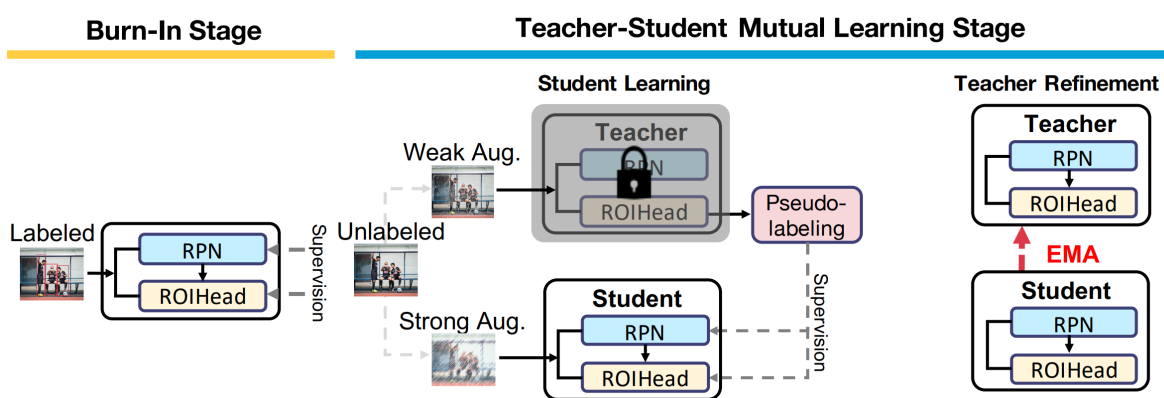 Burn-In Stage
Teacher-Student Mutual Learning Stage
Labeled
RPN
ROIHead
Supervision
Student Learning
Unlabeled
Weak Aug.
Teacher
RPN
ROIHead
Pseudo-
labeling
Strong Aug.
Student
RPN
ROIHead
Supervision
Teacher Refinement
Teacher
RPN
ROIHead
EMA
Student
RPN
ROIHead